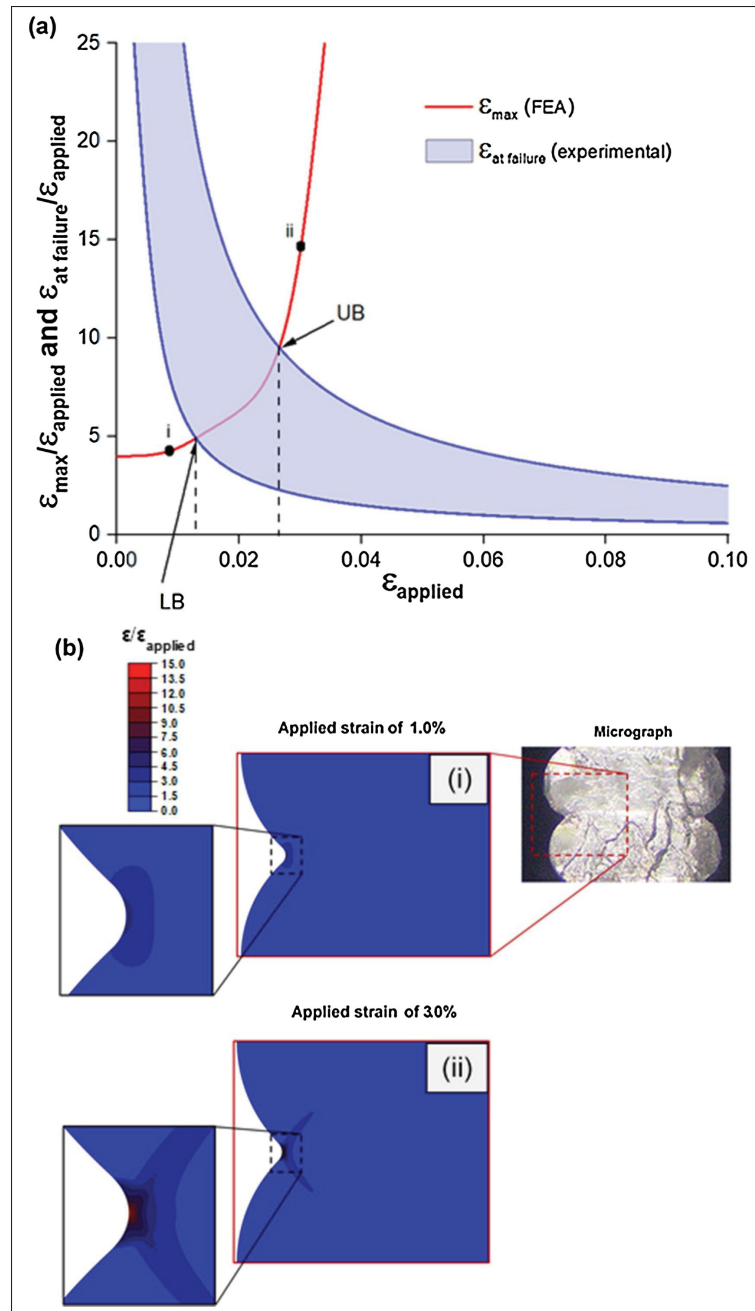 (a)
ε_max/ε_applied and ε_at failure/ε_applied
25
20
15
10
5
0
ε_max (FEA)
ε_at failure (experimental)
ii
UB
i
0.00 0.02 0.04 0.06 0.08 0.10
ε_applied
LB
(b)
ε/ε_applied
15.0
13.5
12.0
10.5
9.0
7.5
6.0
4.5
3.0
1.5
0.0
Applied strain of 1.0%
Micrograph
(i)
Applied strain of 3.0%
(ii)